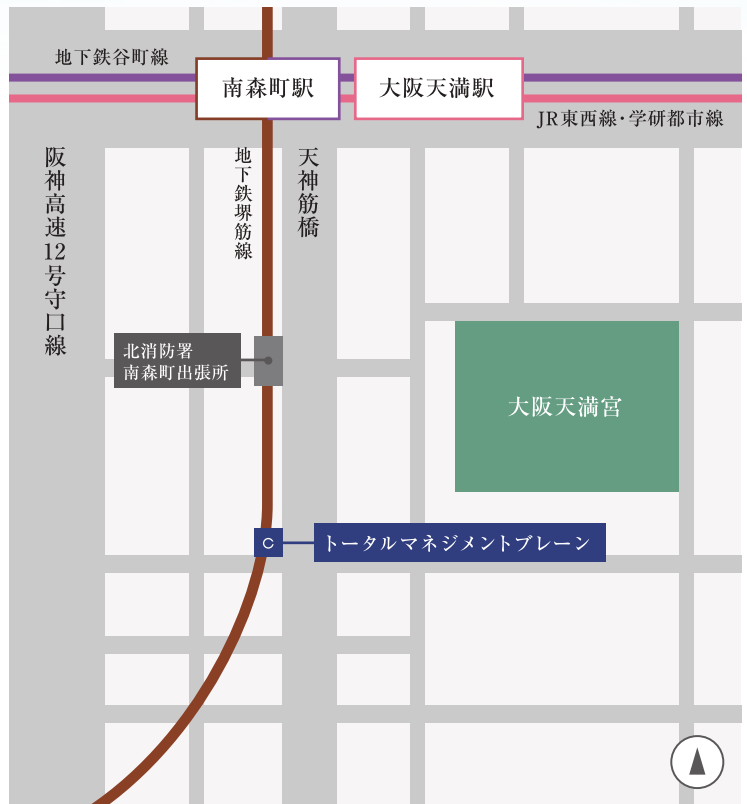 地下鉄谷町線
南森町駅
大阪天満駅
JR東西線・学研都市線
阪神高速12号守口線
地下鉄堺筋線
天神筋橋
北消防署
南森町出張所
大阪天満宮
トータルマネジメントブレーン